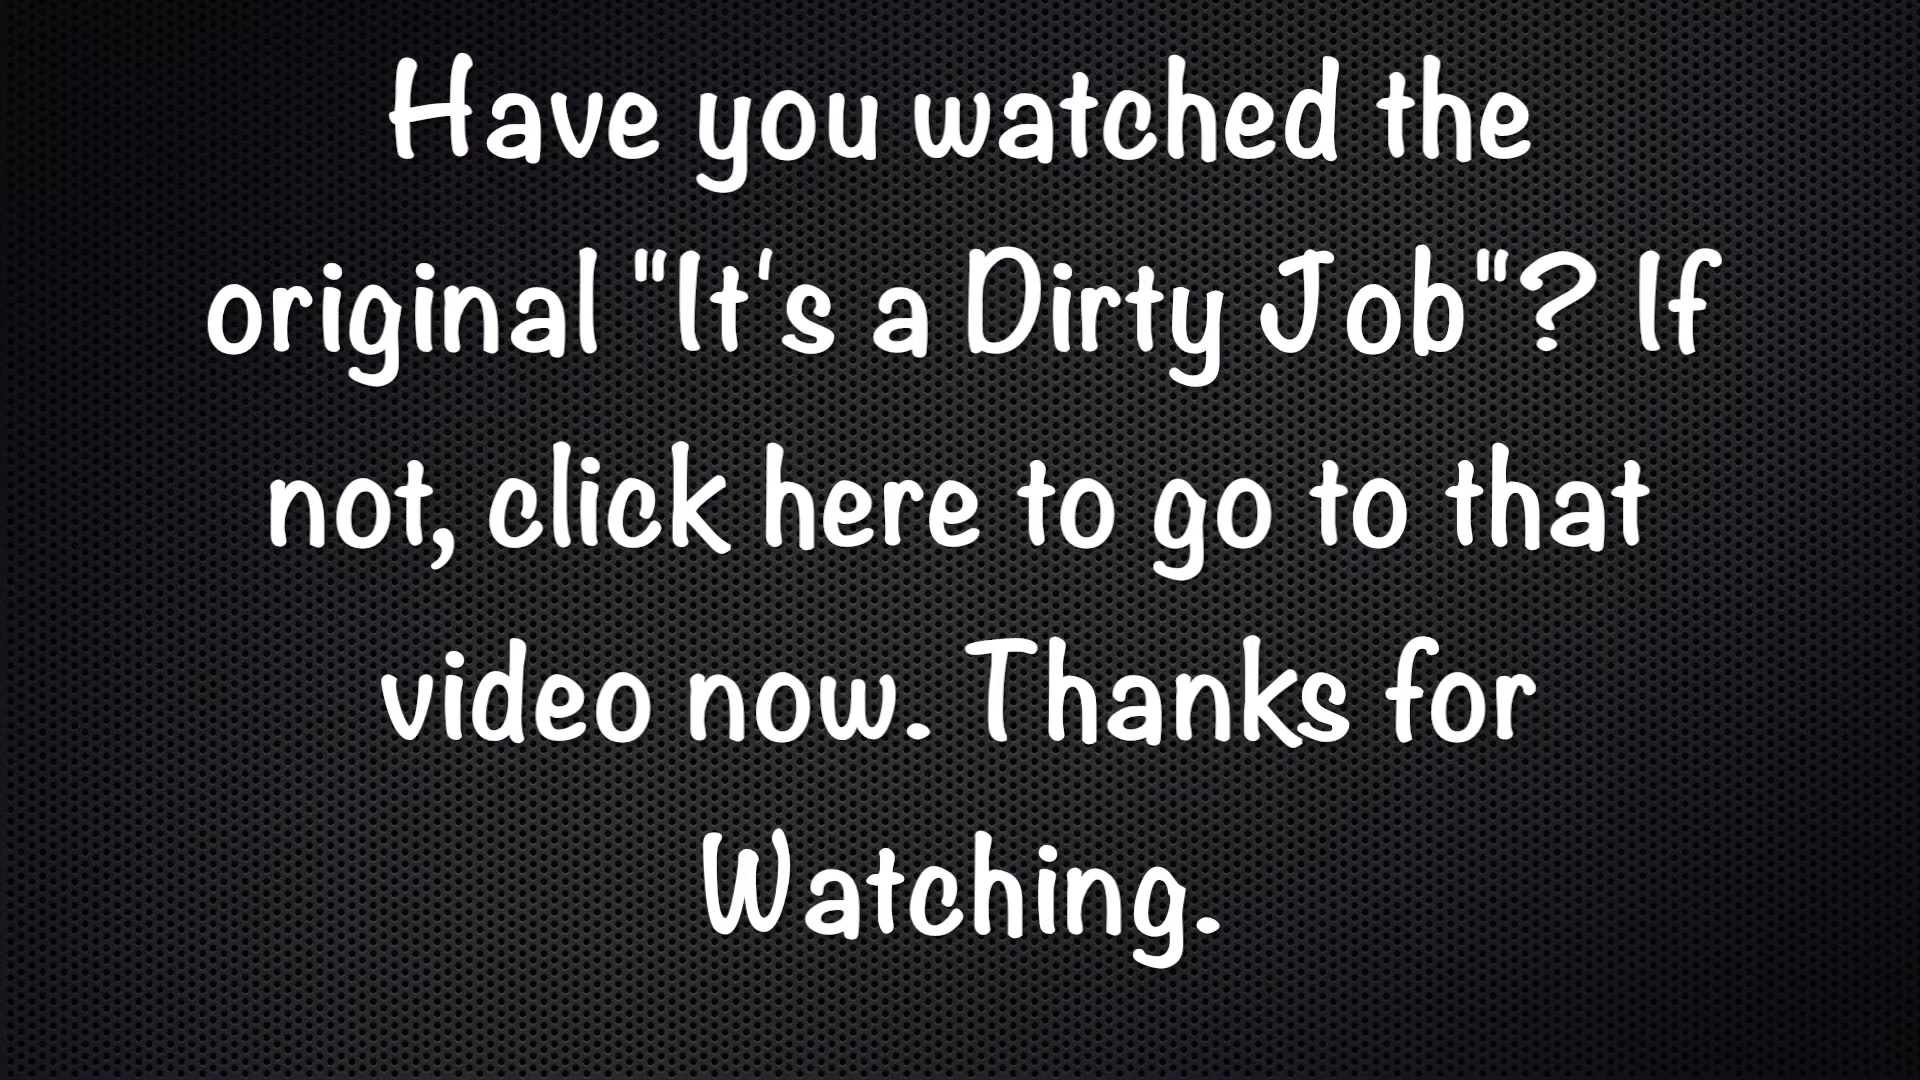 Have you watched the
original "It's a Dirty Job"? If
not, click here to go to that
video now. Thanks for
Watching.